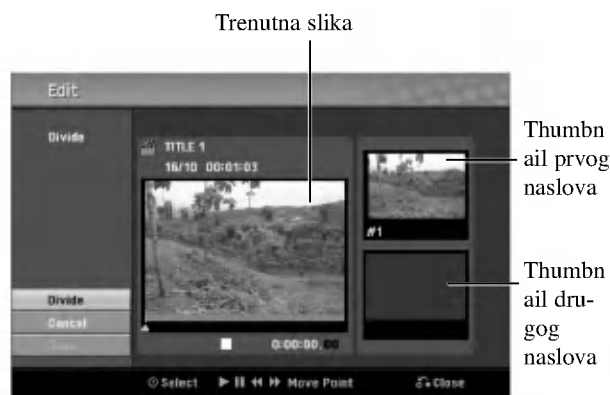 Trenutna slika
Edit
Divide
TITLE 1
16/10 00:01:03
#1
Thumbn
ail prvog
naslova
Thumbn
ail dru-
gog
naslova
Divide
Cancel
0:00:00.00
Select
Move Point
Close